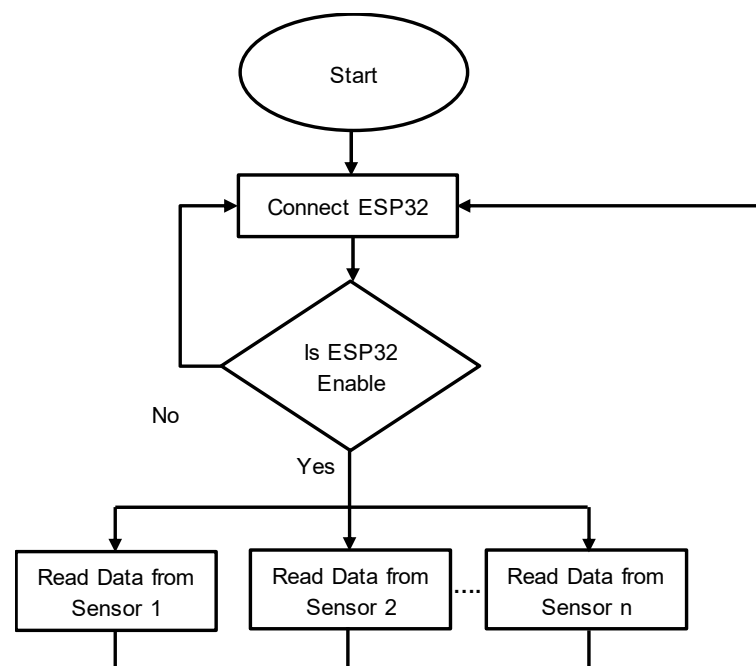 Start
Connect ESP32
Is ESP32
Enable
No
Yes
Read Data from
Sensor 1
Read Data from
Sensor 2
....
Read Data from
Sensor n